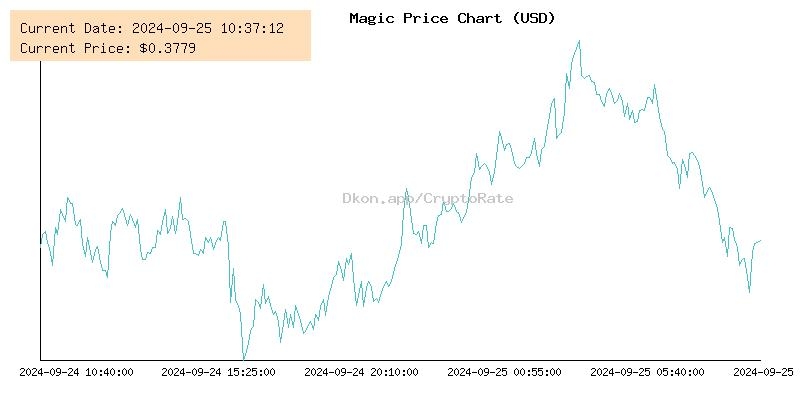 Magic Price Chart (USD)
Current Date: 2024-09-25 10:37:12
Current Price: $0.3779
Dkon.app/CryptoRate
2024-09-24 10:40:00 2024-09-24 15:25:00 2024-09-24 20:10:00 2024-09-25 00:55:00 2024-09-25 05:40:00 2024-09-25